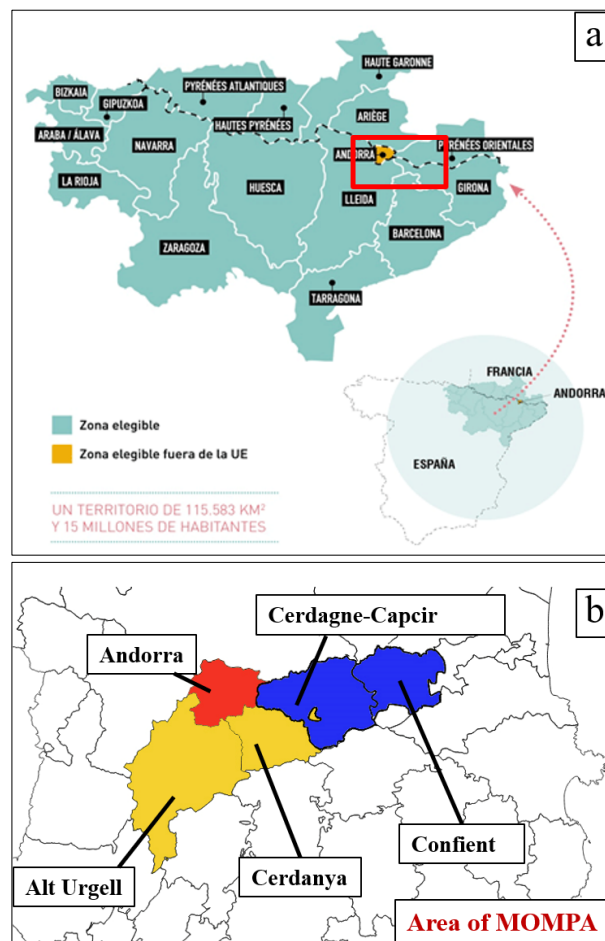 a
HAUTE GARONNE
PYRÉNÉES ATLANTIQUES
BIZKAIA
GIPUZKOA
ARIÈGE
HAUTES PYRÉNÉES
ARABA / ÁLAVA
NAVARRA
PYRÉNÉES ORIENTALES
ANDORRA
LA RIOJA
HUESCA
LLEIDA
GIRONA
BARCELONA
ZARAGOZA
TARRAGONA
FRANCIA
ANDORRA
ESPAÑA
Zona elegible
Zona elegible fuera de la UE
UN TERRITORIO DE 115.583 KM²
Y 15 MILLONES DE HABITANTES
b
Cerdagne-Capcir
Andorra
Confient
Cerdanya
Alt Urgell
Area of MOMPA